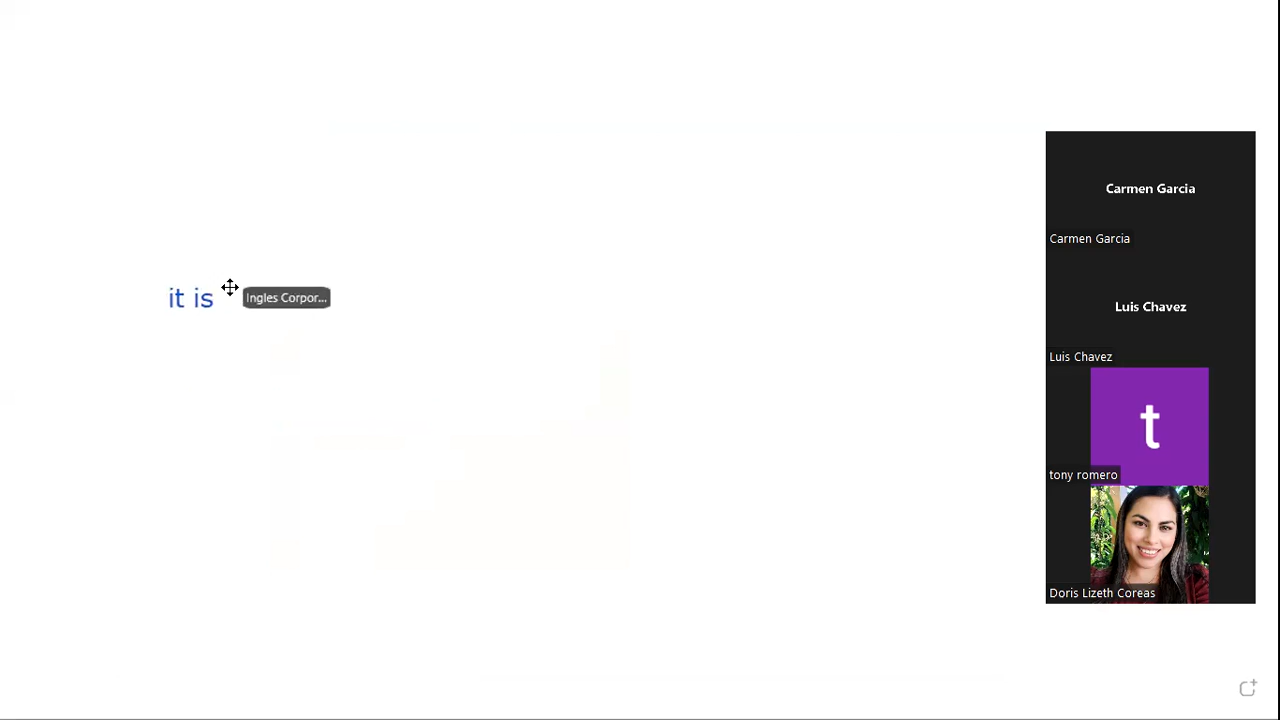 it is
Ingles Corpor...
Carmen Garcia
Carmen Garcia
Luis Chavez
Luis Chavez
t
tony romero
Doris Lizeth Coreas